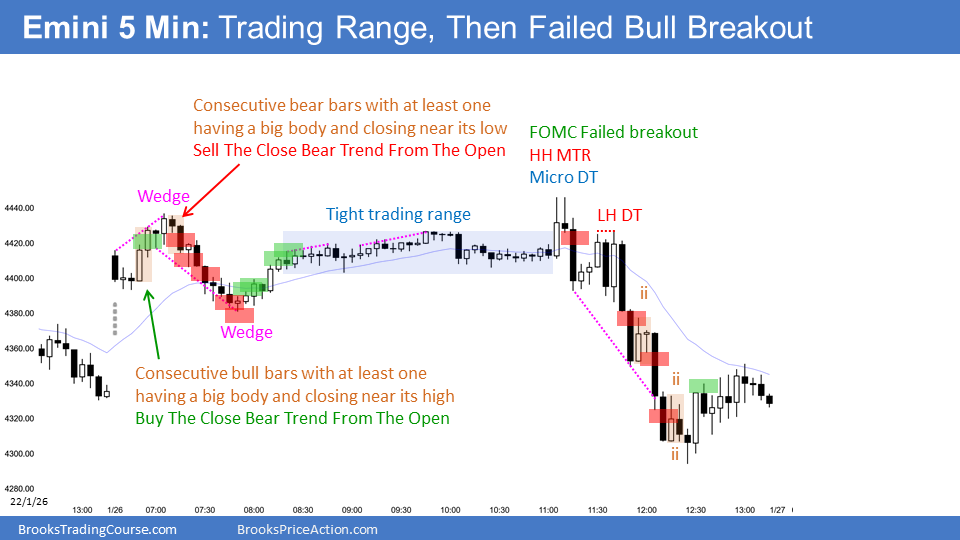 Emini 5 Min: Trading Range, Then Failed Bull Breakout
Consecutive bear bars with at least one
having a big body and closing near its low
Sell The Close Bear Trend From The Open
FOMC Failed breakout
HH MTR
Micro DT
Wedge
LH DT
Tight trading range
4440.00
4420.00
4400.00
4380.00
4360.00
4340.00
4320.00
4300.00
4280.00
ii
Wedge
Consecutive bull bars with at least one
having a big body and closing near its high
Buy The Close Bear Trend From The Open
ii
ii
22/1/26
13:00 1/26 07:00 07:30 08:00 08:30 09:00 09:30 10:00 10:30 11:00 11:30 12:00 12:30 13:00 1/27
BrooksTradingCourse.com BrooksPriceAction.com